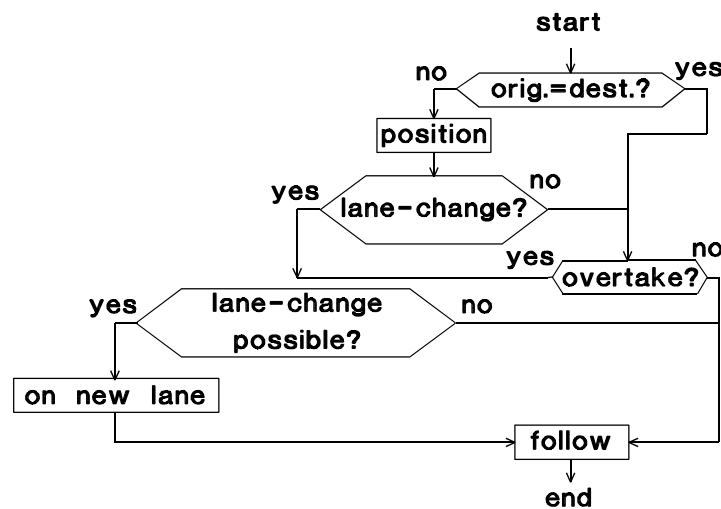 start
no
yes
orig.=dest.?
position
yes
no
lane-change?
yes
no
overtake?
yes
lane-change
no
possible?
on new lane
follow
end